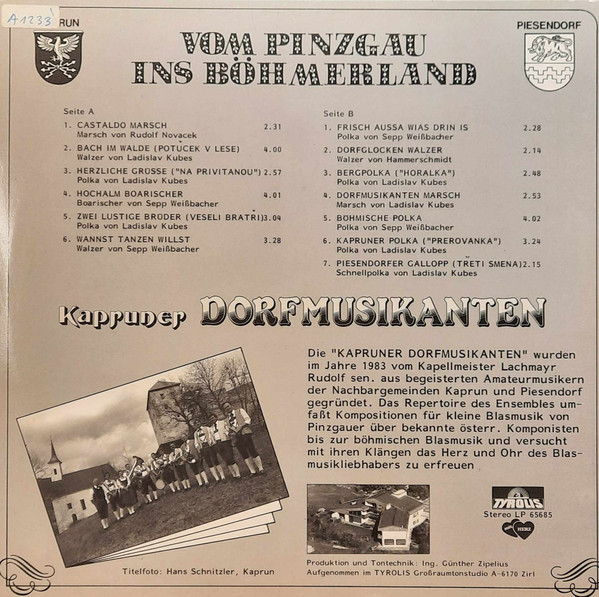 A1233
RUN
PIESENDORF
VOM PINZGAU
INS BÖHMERLAND
Seite A
1. CASTALDO MARSCH 2.31
Marsch von Rudolf Novacek
2. BACH IM WALDE (POTUCEK V LESE) 4.00
Walzer von Ladislav Kubes
3. HERZLICHE GRÖSSE ("NA PRIVITANOU") 2.57
Polka von Ladislav Kubes
4. HOCHALM BOARISCHER 4.01
Boarischer von Sepp Weißbacher
5. ZWEI LUSTIGE BRÖDER (VESELI BRATŘI) 3.04
Polka von Ladislav Kubes
6. WANNST TANZEN WILLST 3.28
Walzer von Sepp Weißbacher
Seite B
1. FRISCH AUSSA WIAS DRIN IS 2.28
Polka von Sepp Weißbacher
2. DORFGLOCKEN WALZER 2.14
Walzer von Hammerschmidt
3. BERGPOLKA ("HORALKA") 2.48
Polka von Ladislav Kubes
4. DORFMUSIKANTEN MARSCH 2.53
Marsch von Ladislav Kubes
5. BÖHMISCHE POLKA 4.02
Polka von Sepp Weißbacher
6. KAPRUNER POLKA ("PREROVANKA") 3.24
Polka von Ladislav Kubes
7. PIESENDORFER GALLOPP (TŘETI SMENA) 2.15
Schnellpolka von Ladislav Kubes
Kapruner DORFMUSIKANTEN
Die "KAPRUNER DORFMUSIKANTEN" wurden
im Jahre 1983 vom Kapellmeister Lachmayr
Rudolf sen. aus begeisterten Amateurmusikern
der Nachbargemeinden Kaprun und Piesendorf
gegründet. Das Repertoire des Ensembles um-
faßt Kompositionen für kleine Blasmusik von
Pinzgauer über bekannte österr. Komponisten
bis zur böhmischen Blasmusik und versucht
mit ihren Klängen das Herz und Ohr des Blas-
musikliebhabers zu erfreuen
TYROLIS
Stereo LP 65685
HERZ
Titelfoto: Hans Schnitzler, Kaprun
Produktion und Tontechnik: Ing. Günther Zipelius
Aufgenommen im TYROLIS Großraumtonstudio A-6170 Zirl